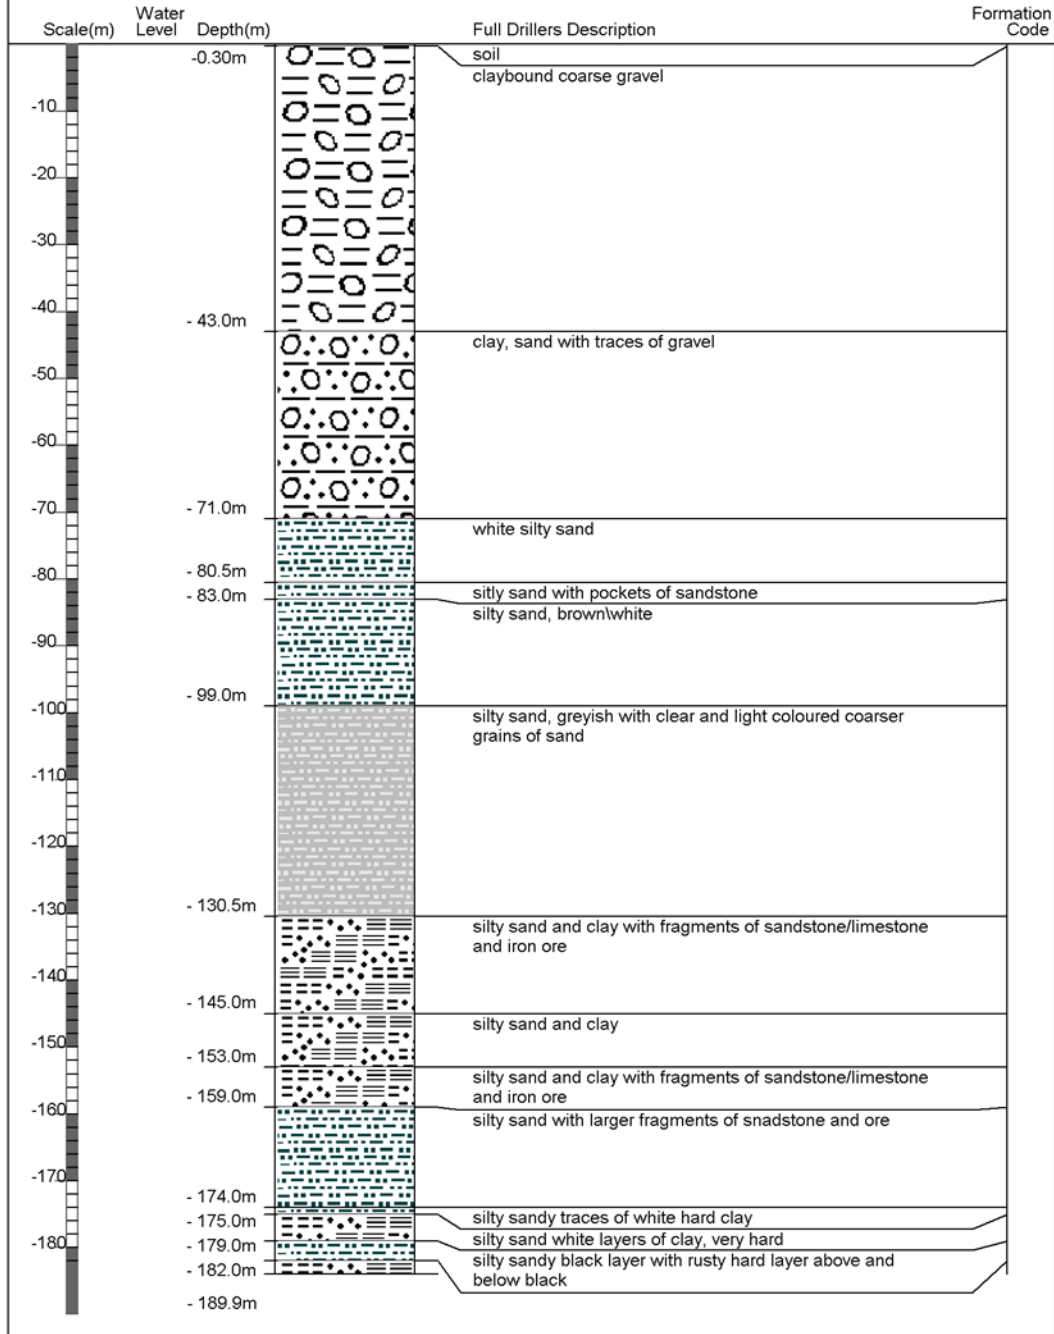 Scale(m) Water Level Depth(m) Full Drillers Description Formation Code
-0.30m soil
claybound coarse gravel
-10
-20
-30
-40
- 43.0m
clay, sand with traces of gravel
-50
-60
-70
- 71.0m
white silty sand
-80
- 80.5m
sitly sand with pockets of sandstone
- 83.0m
silty sand, brown\white
-90
- 99.0m
-100
silty sand, greyish with clear and light coloured coarser
grains of sand
-110
-120
-130
- 130.5m
silty sand and clay with fragments of sandstone/limestone
and iron ore
-140
- 145.0m
silty sand and clay
-150
- 153.0m
silty sand and clay with fragments of sandstone/limestone
and iron ore
- 159.0m
-160
silty sand with larger fragments of snadstone and ore
-170
- 174.0m
- 175.0m
silty sandy traces of white hard clay
-180
- 179.0m
silty sand white layers of clay, very hard
- 182.0m
silty sandy black layer with rusty hard layer above and
below black
- 189.9m